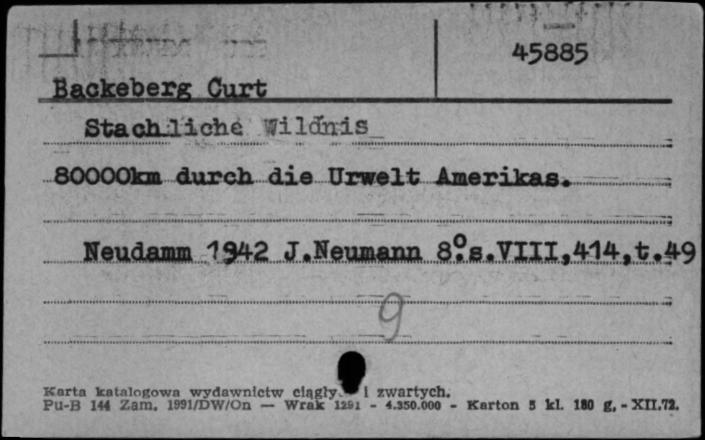 45885
Backeberg Curt
Stachliche Wildnis
80000km durch die Urwelt Amerikas.
Neudamm 1942 J.Neumann 8° s.VIII,414,t.49
9
Karta katalogowa wydawnictw ciągły i zwartych.
Pu-B 144 Zam. 1991/DW/On — Wrak 1291 - 4.350.000 - Karton 5 kl. 180 g, - XII.72.